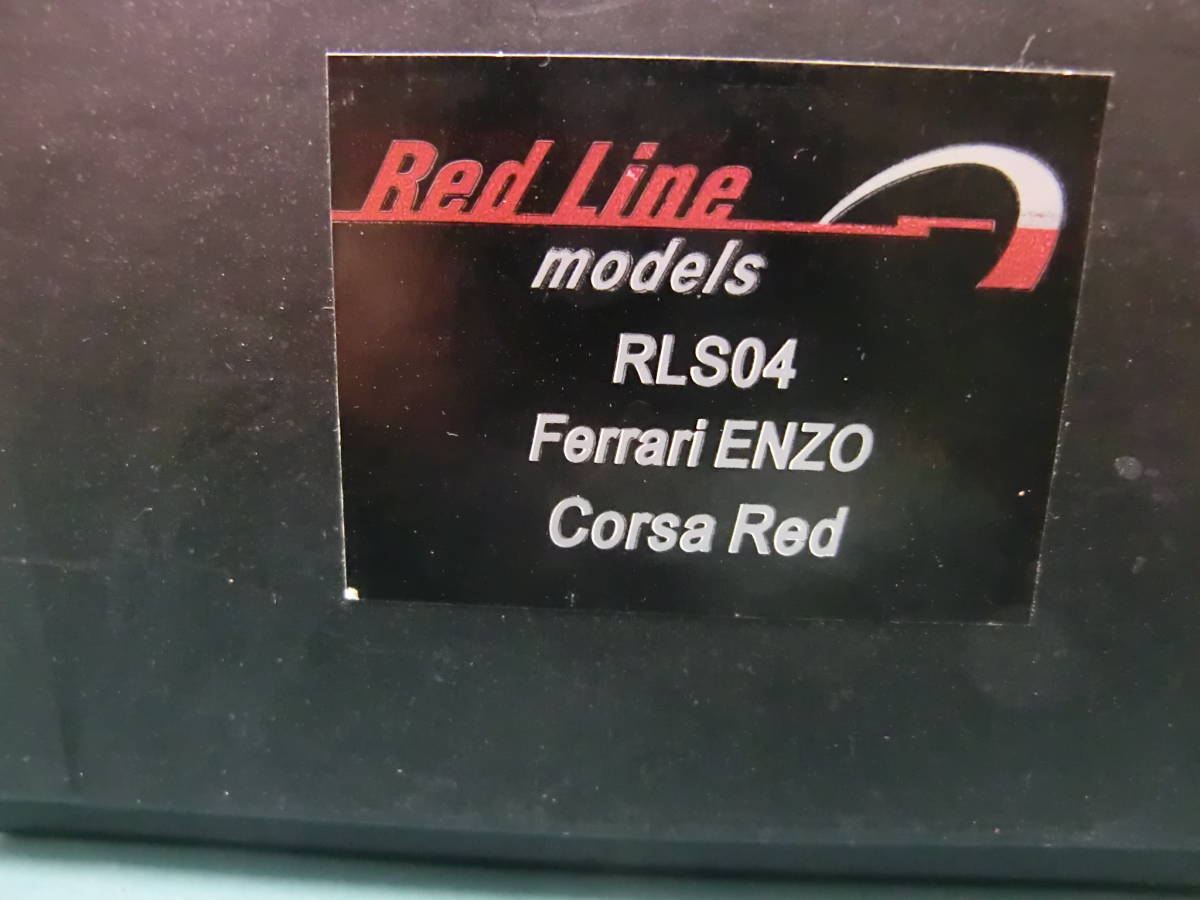 Red Line
models
RLS04
Ferrari ENZO
Corsa Red